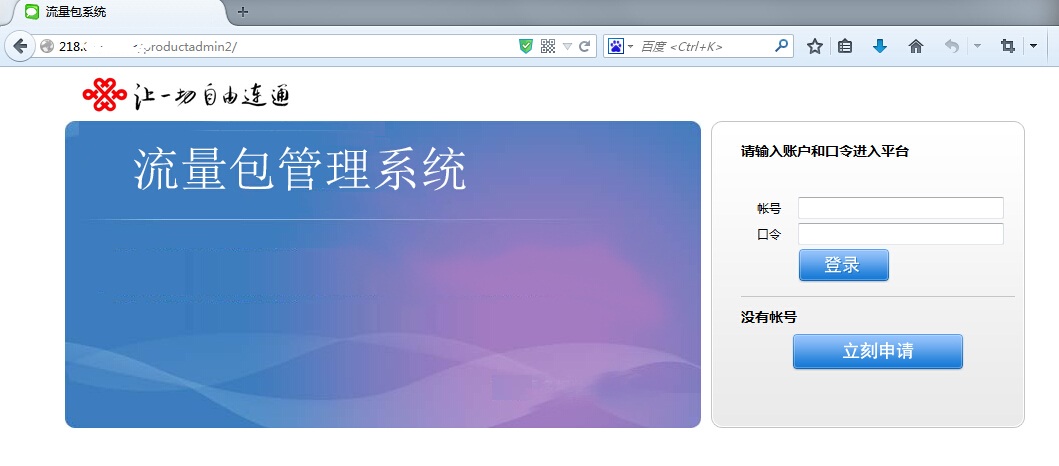 流量包系统
218.
productadmin2/
百度 <Ctrl+K>
让一切自由连通
流量包管理系统
请输入账户和口令进入平台
帐号
口令
登录
没有帐号
立刻申请